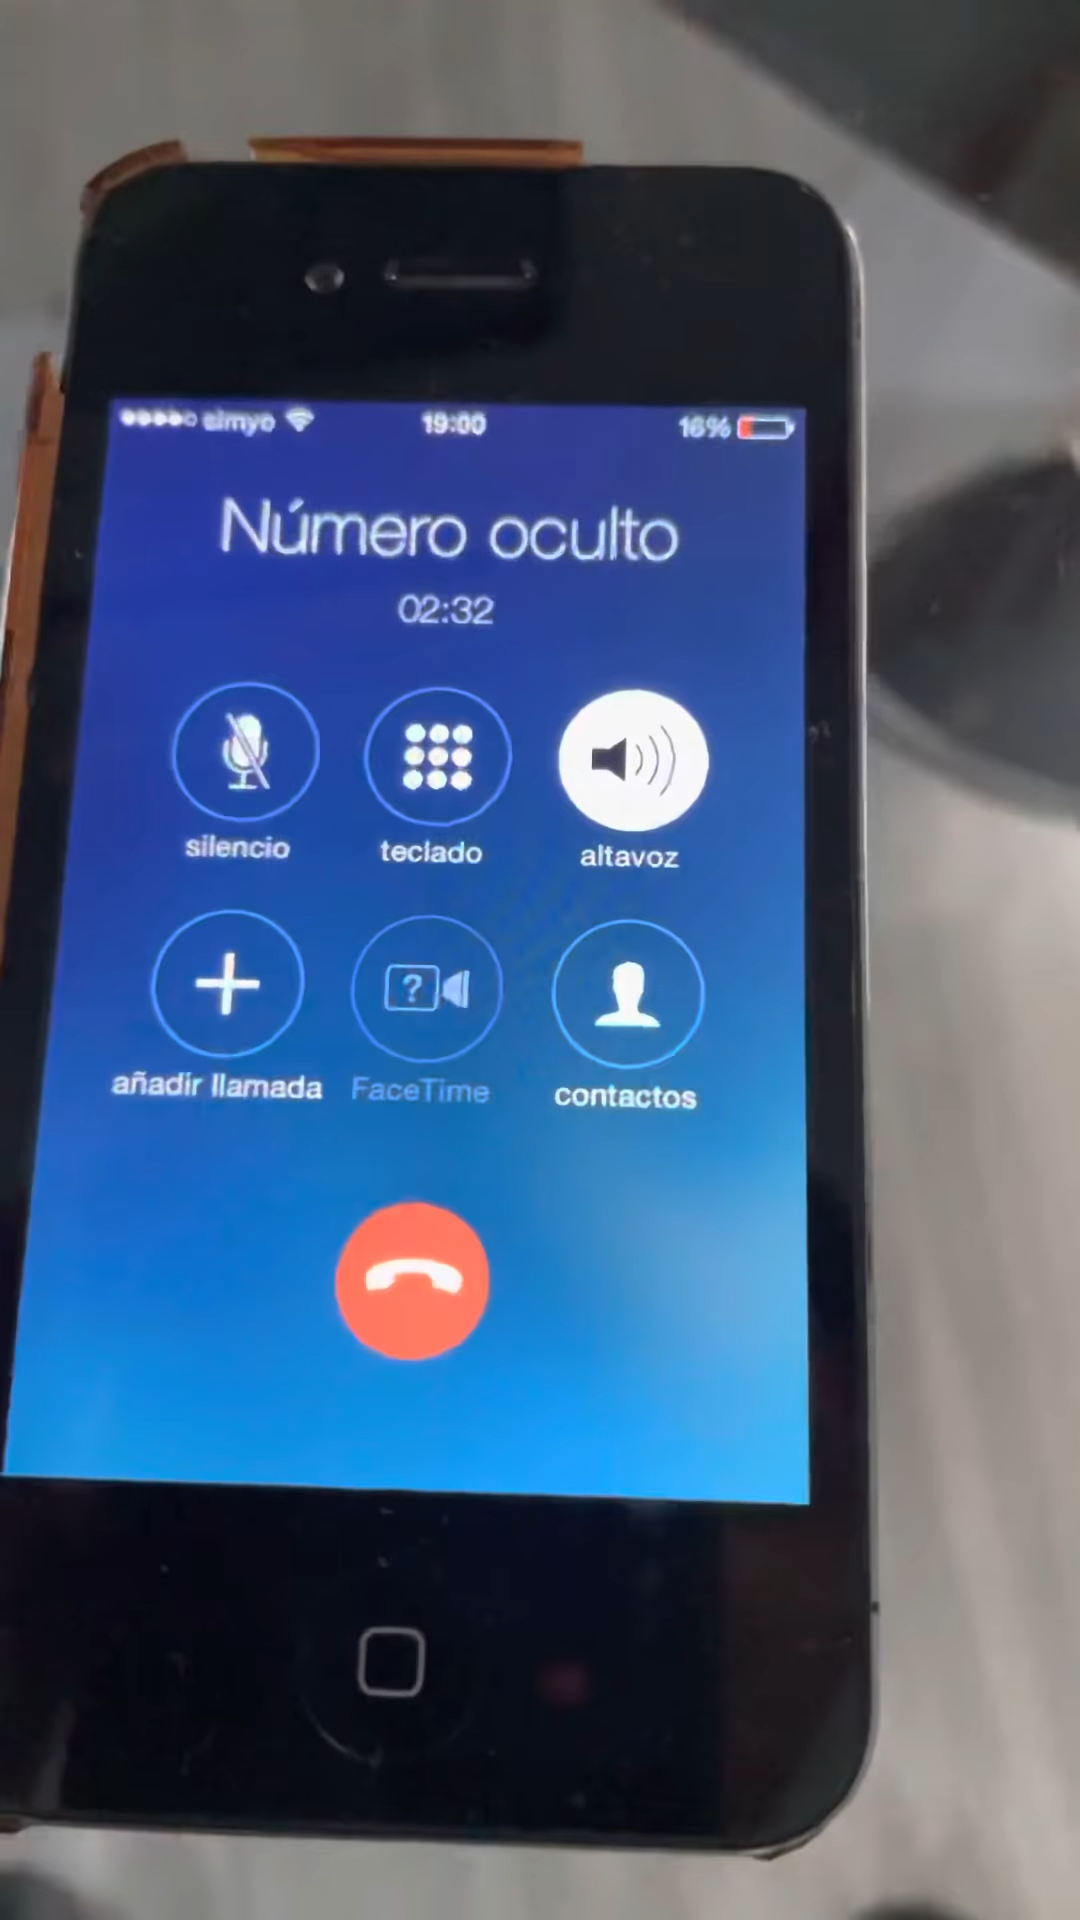 simyo 19:00 16%
Número oculto
02:32
silencio teclado altavoz
?
añadir llamada FaceTime contactos